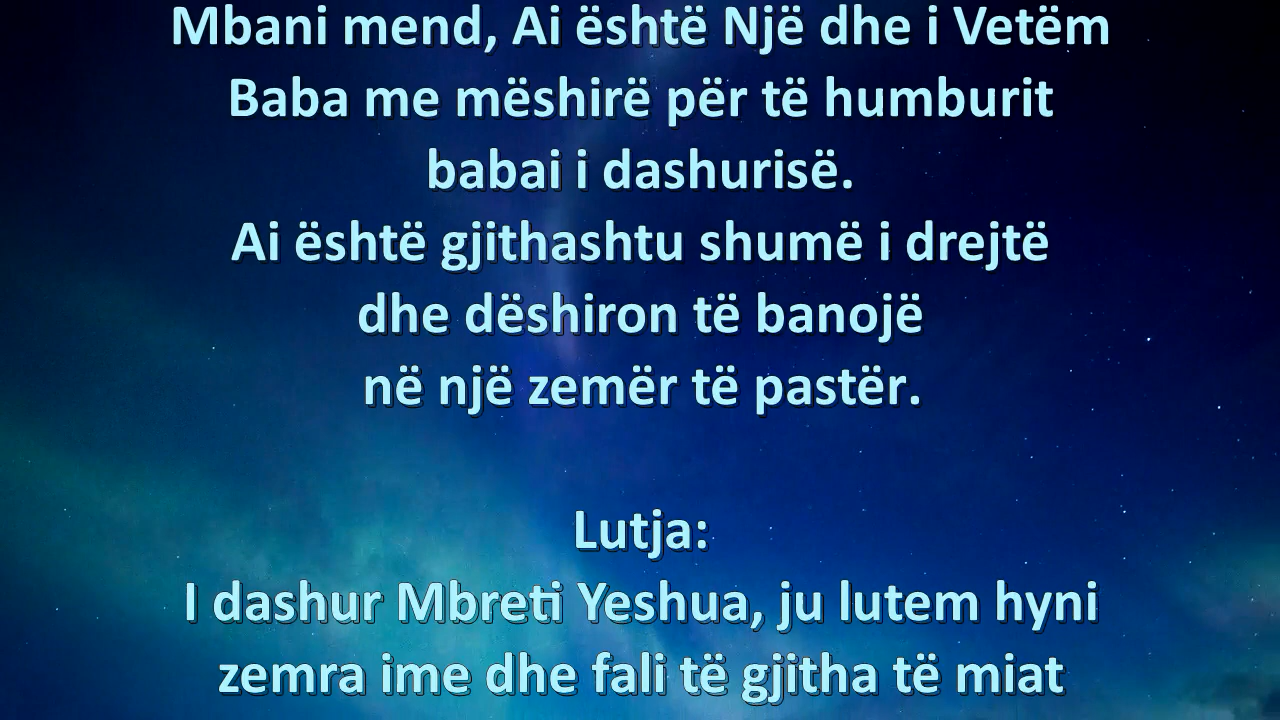 Mbani mend, Ai është Një dhe i Vetëm
Baba me mëshirë për të humburit
babai i dashurisë.
Ai është gjithashtu shumë i drejtë
dhe dëshiron të banojë
në një zemër të pastër.
Lutja:
I dashur Mbreti Yeshua, ju lutem hyni
zemra ime dhe fali të gjitha të miat